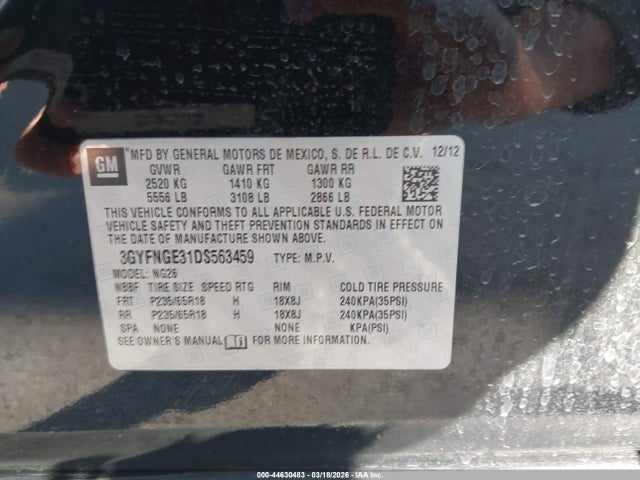 GM MFD BY GENERAL MOTORS DE MEXICO, S. DE R.L. DE C.V. 12/12
GVWR GAWR FRT GAWR RR
2520 KG 1410 KG 1300 KG
5556 LB 3108 LB 2866 LB
THIS VEHICLE CONFORMS TO ALL APPLICABLE U.S. FEDERAL MOTOR
VEHICLE SAFETY AND THEFT PREVENTION STANDARDS IN EFFECT ON
THE DATE OF MANUFACTURE SHOWN ABOVE.
3GYFNGE31DS563459 TYPE: M.P.V.
MODEL: NG26
NBBF TIRE SIZE SPEED RTG RIM COLD TIRE PRESSURE
FRT P235/65R18 H 18X8J 240KPA(35PSI)
RR P235/65R18 H 18X8J 240KPA(35PSI)
SPA NONE NONE KPA(PSI)
SEE OWNER'S MANUAL FOR MORE INFORMATION.
000-44630483 - 03/18/2026 - IAAI.COM